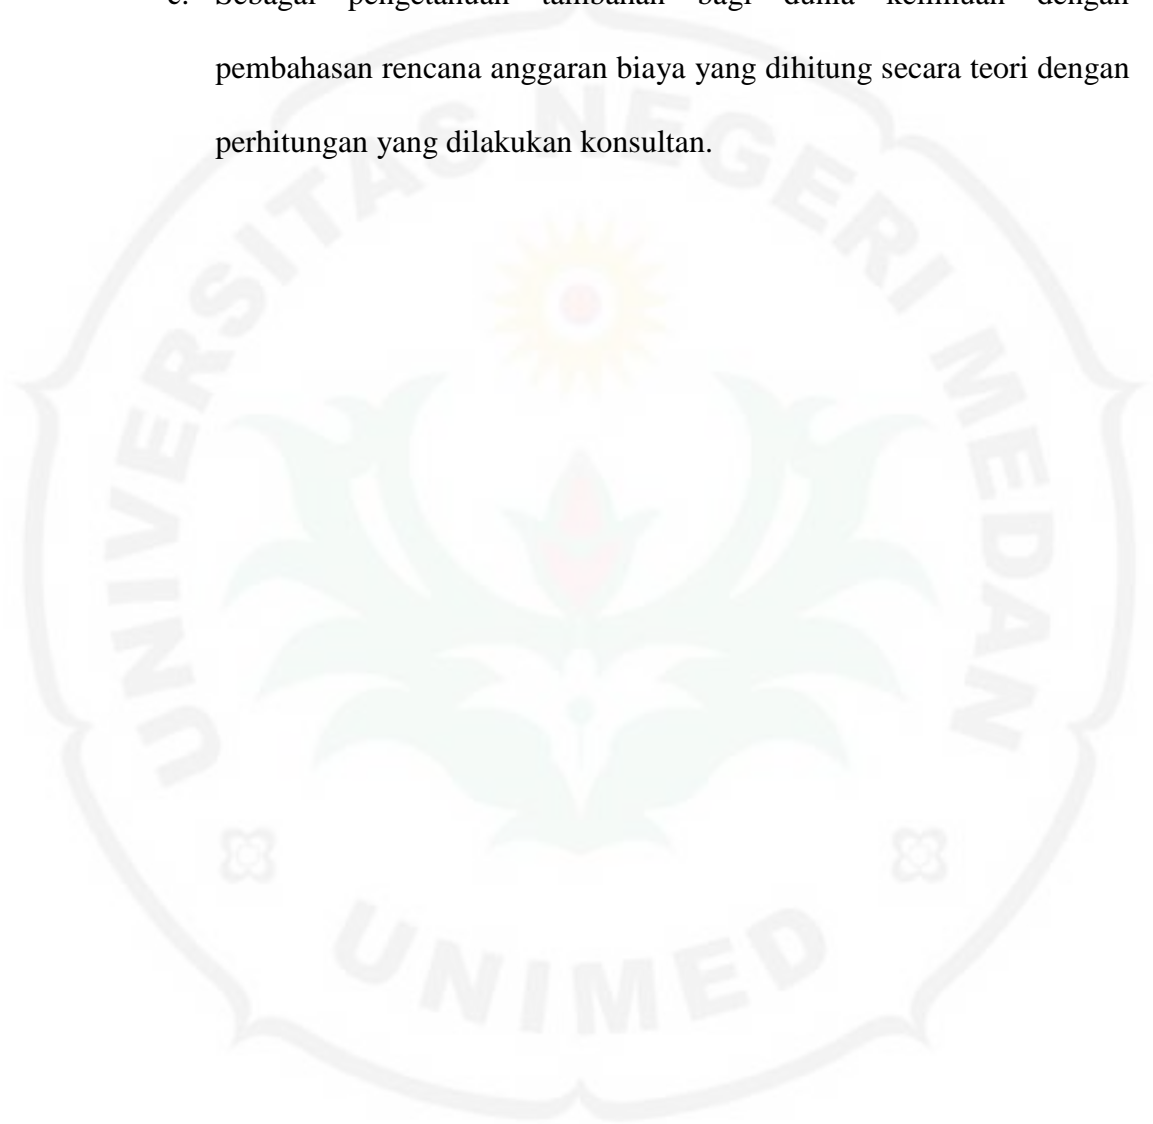 Sebagai pengetahuan tambahan bagi dunia keilmuan dengan
pembahasan rencana anggaran biaya yang dihitung secara teori dengan
perhitungan yang dilakukan konsultan.
UNIVERSITAS NEGERI MEDAN
UNIMED